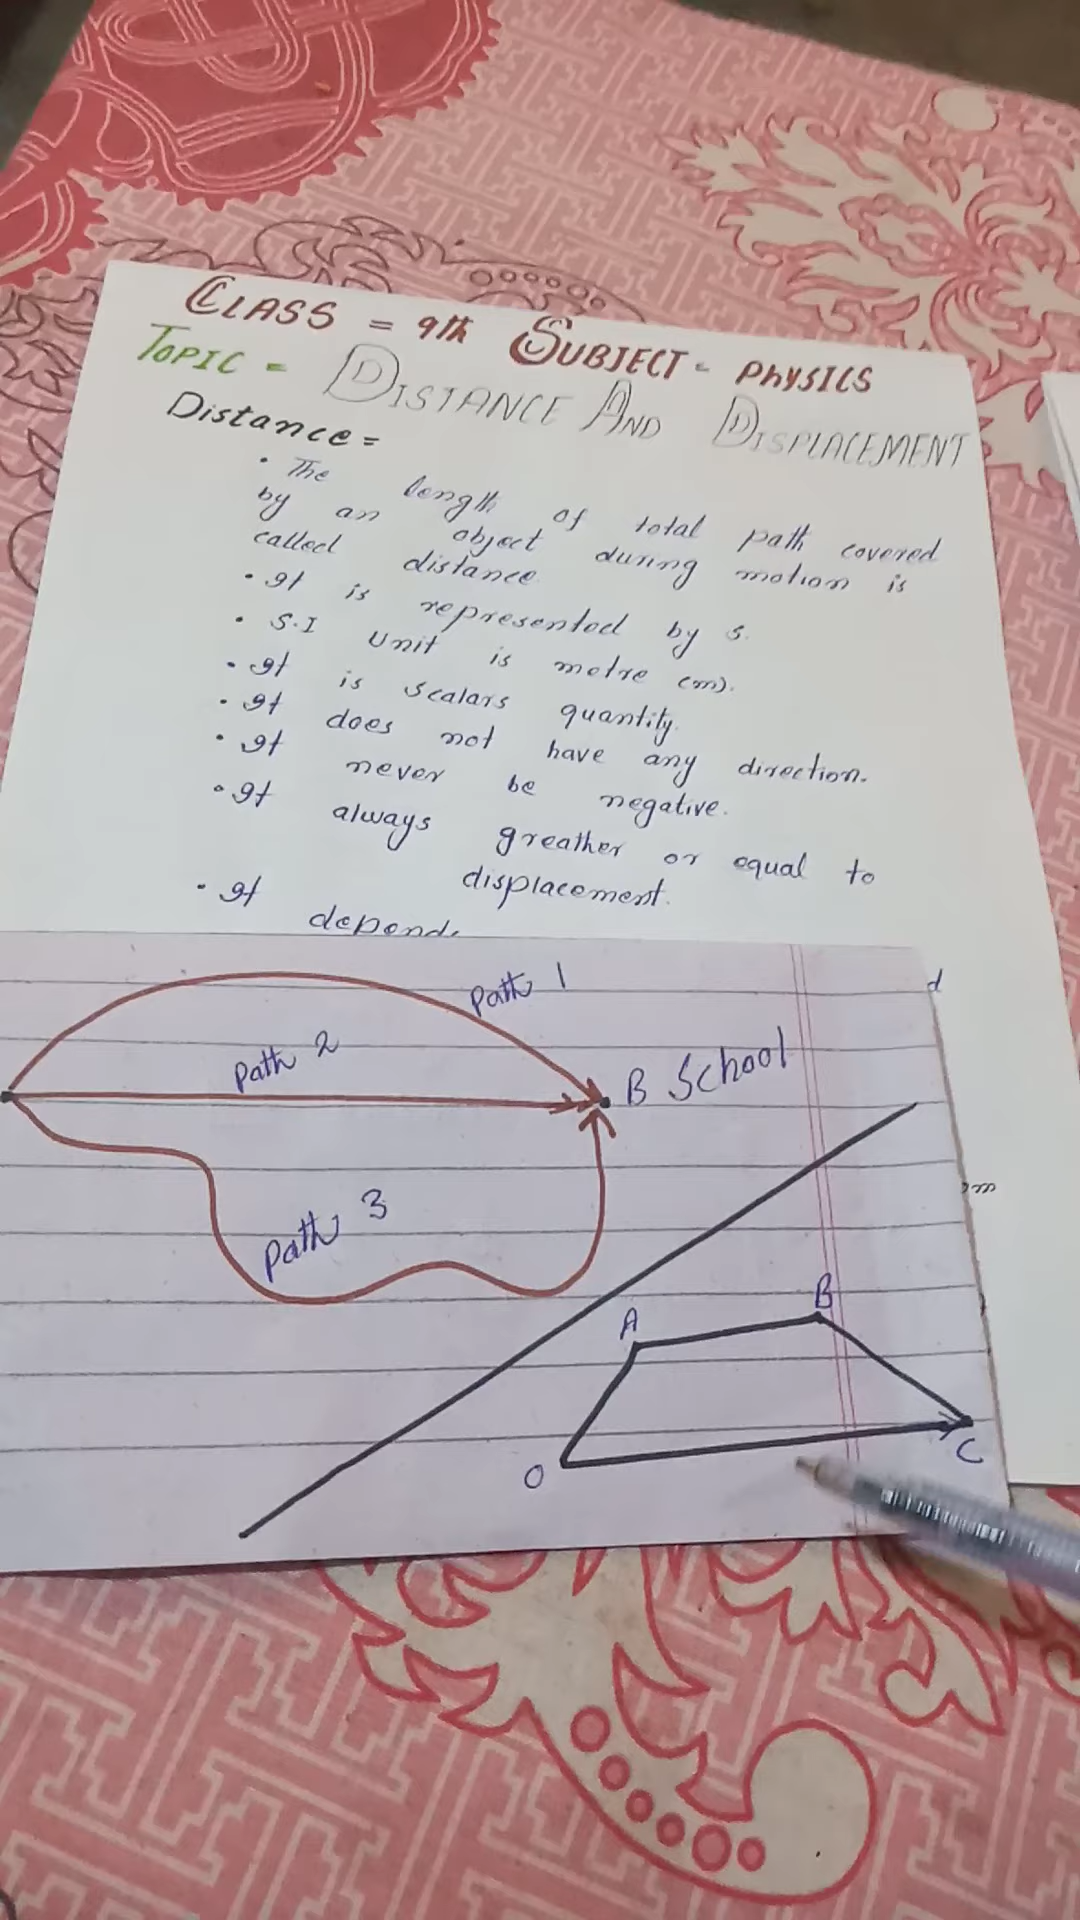 CLASS = 9th SUBJECT = PhYSICS
TOPIC = DISTANCE AND DISPLACEMENT
Distance =
• The length of total path covered
by an object during motion is
called distance.
• It is represented by s.
• S.I Unit is metre (m).
• It is scalars quantity.
• It does not have any direction.
• It never be negative.
• It always greather or equal to
displacement.
• It depend
d
m
Path 1
Path 2
B School
Path 3
A
B
O
C